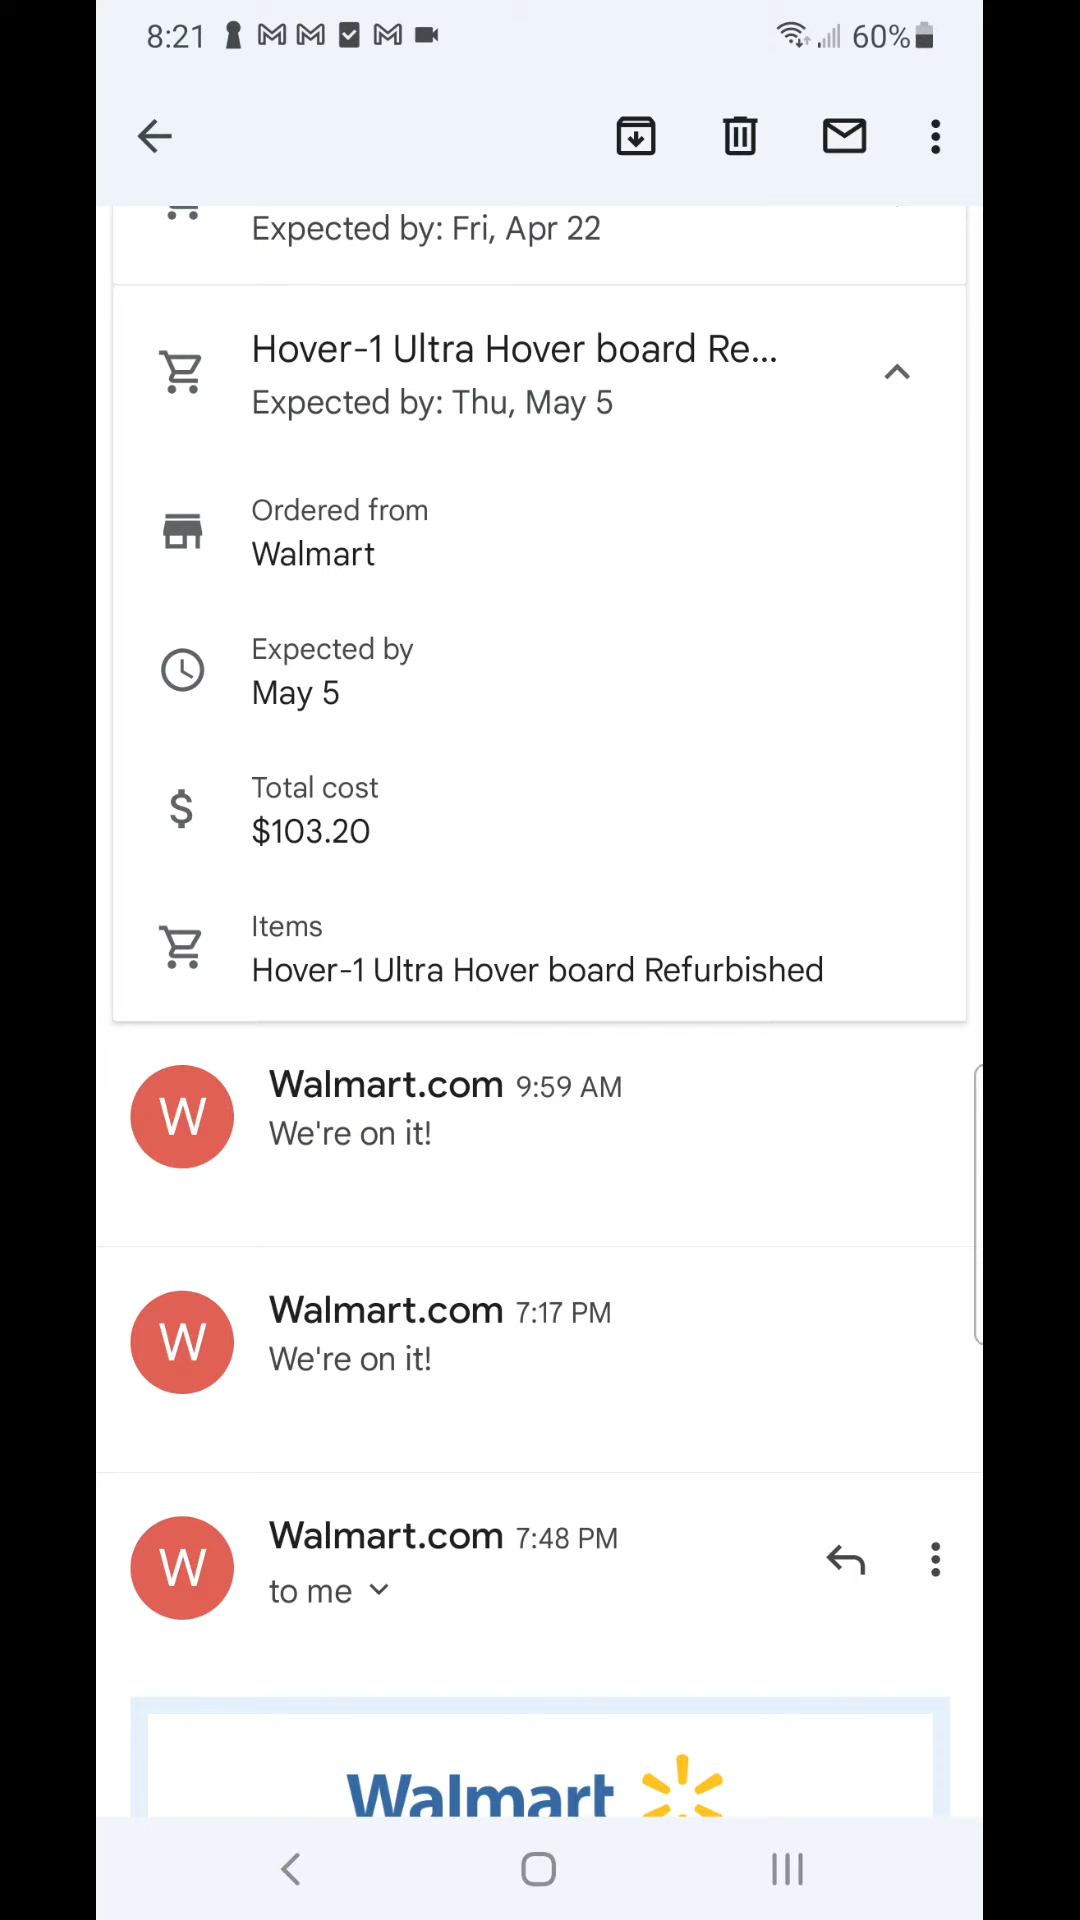 8:21 60%
Expected by: Fri, Apr 22
Hover-1 Ultra Hover board Re...
Expected by: Thu, May 5
Ordered from
Walmart
Expected by
May 5
$
Total cost
$103.20
Items
Hover-1 Ultra Hover board Refurbished
W
Walmart.com 9:59 AM
We're on it!
W
Walmart.com 7:17 PM
We're on it!
W
Walmart.com 7:48 PM
to me
Walmart